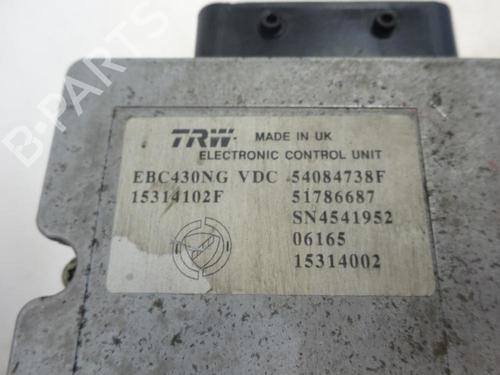 TRW MADE IN UK
ELECTRONIC CONTROL UNIT
EBC430NG VDC 54084738F
15314102F 51786687
SN4541952
06165
15314002
B-PARTS